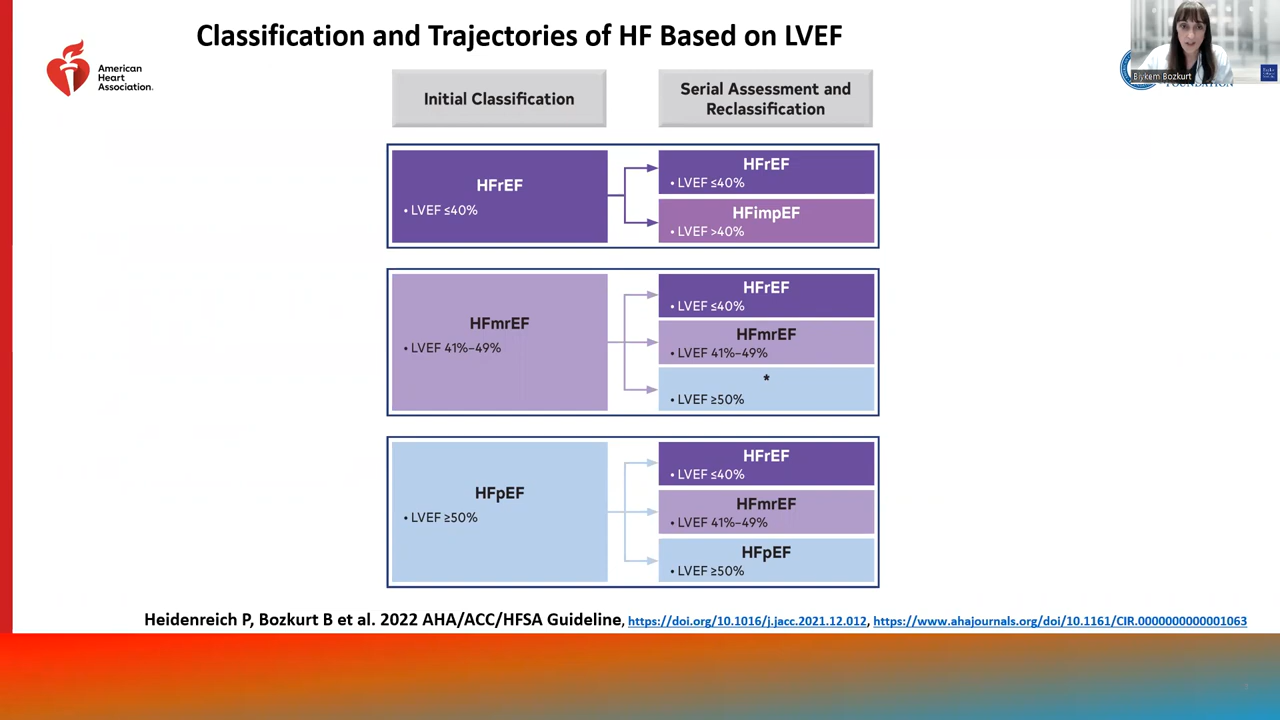 Classification and Trajectories of HF Based on LVEF
American
Heart
Association.
Biykem Bozkurt
FOUNDATION
Initial Classification
Serial Assessment and
Reclassification
HFrEF
• LVEF ≤40%
HFrEF
• LVEF ≤40%
HFimpEF
• LVEF >40%
HFmrEF
• LVEF 41%–49%
HFrEF
• LVEF ≤40%
HFmrEF
• LVEF 41%–49%
*
• LVEF ≥50%
HFpEF
• LVEF ≥50%
HFrEF
• LVEF ≤40%
HFmrEF
• LVEF 41%–49%
HFpEF
• LVEF ≥50%
Heidenreich P, Bozkurt B et al. 2022 AHA/ACC/HFSA Guideline, https://doi.org/10.1016/j.jacc.2021.12.012, https://www.ahajournals.org/doi/10.1161/CIR.0000000000001063